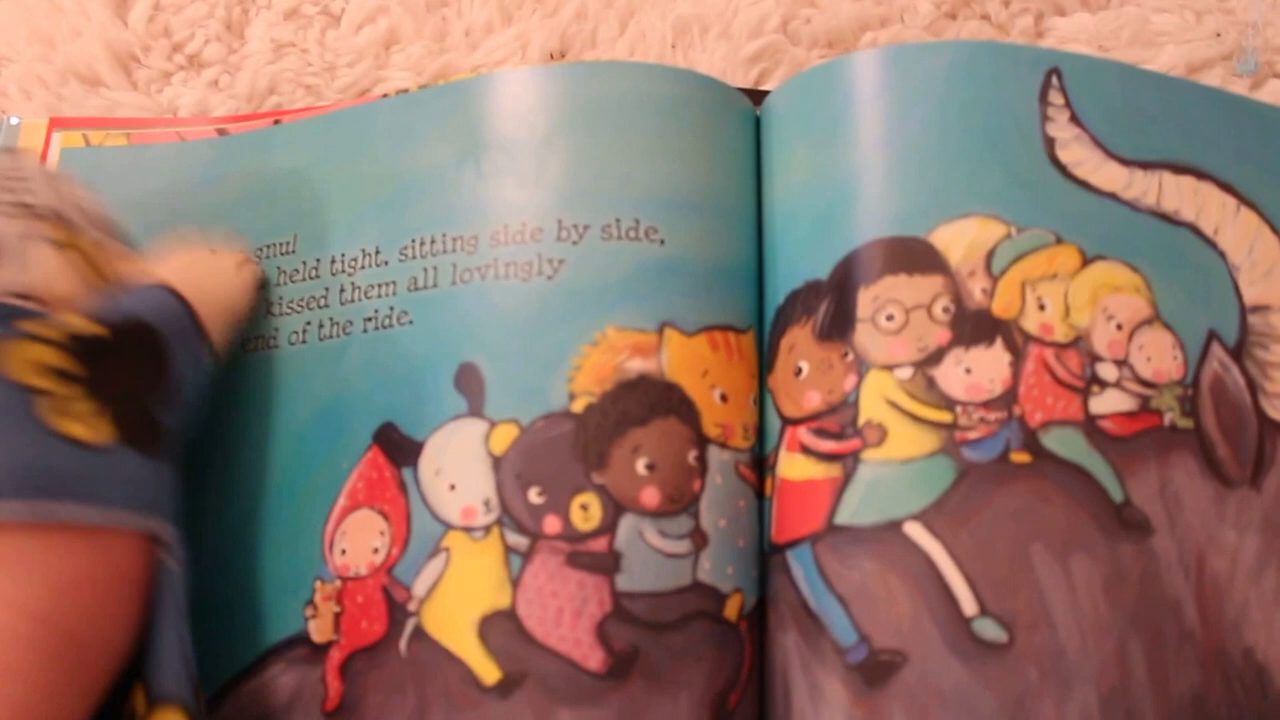 gnu!
held tight, sitting side by side,
kissed them all lovingly
end of the ride.